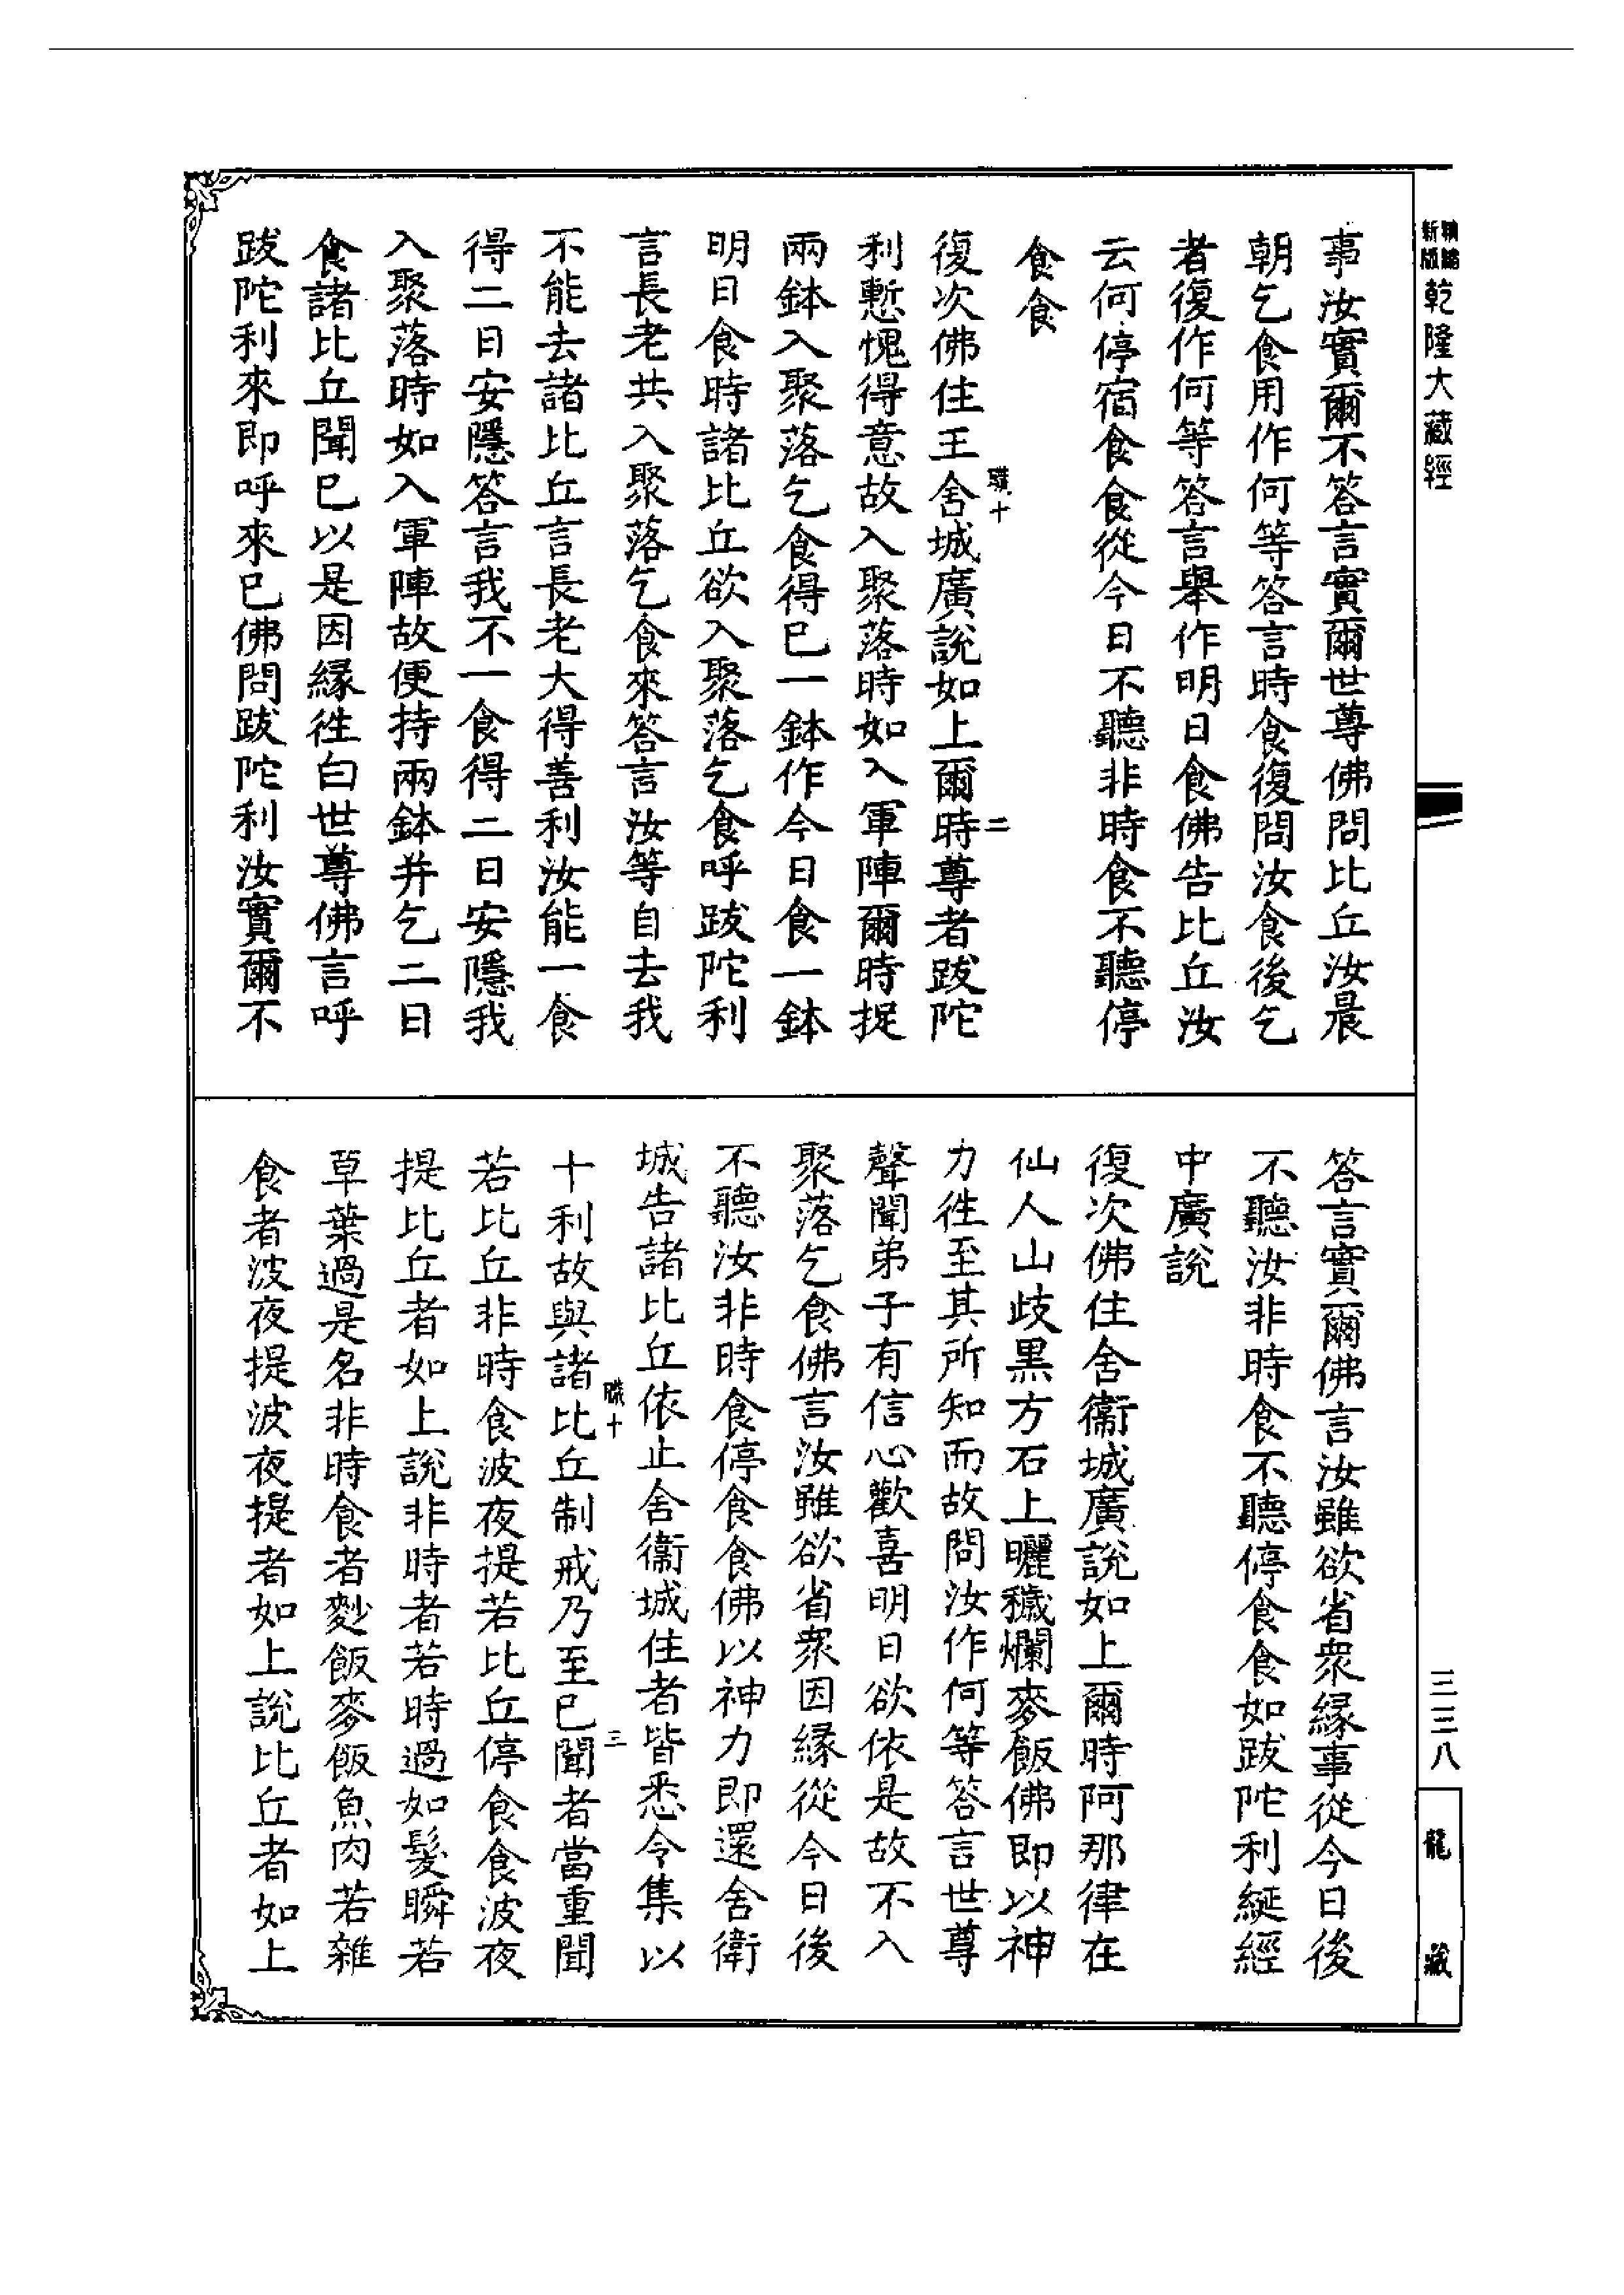 新編縮版
乾隆大藏經
三三八
龍藏
事汝實爾不答言實爾世尊佛問比丘汝晨
朝乞食用作何等答言時食復問汝食後乞
者復作何等答言舉作明日食佛告比丘汝
云何停宿食食從今日不聽非時食不聽停
食食
職十
二
復次佛住王舍城廣說如上爾時尊者跋陀
利慙愧得意故入聚落時如入軍陣爾時捉
兩鉢入聚落乞食得已一鉢作今日食一鉢
明日食時諸比丘欲入聚落乞食呼跋陀利
言長老共入聚落乞食來答言汝等自去我
不能去諸比丘言長老大得善利汝能一食
得二日安隱答言我不一食得二日安隱我
入聚落時如入軍陣故便持兩鉢并乞二日
食諸比丘聞已以是因緣徃白世尊佛言呼
跋陀利來即呼來已佛問跋陀利汝實爾不
答言實爾佛言汝雖欲省衆緣事從今日後
不聽汝非時食不聽停食食如跋陀利綖經
中廣說
復次佛住舍衞城廣說如上爾時阿那律在
仙人山歧黑方石上曬穢爛麥飯佛即以神
力徃至其所知而故問汝作何等答言世尊
聲聞弟子有信心歡喜明日欲依是故不入
聚落乞食佛言汝雖欲省衆因緣從今日後
不聽汝非時食停食食佛以神力即還舍衛
城告諸比丘依止舍衞城住者皆悉令集以
職十
三
十利故與諸比丘制戒乃至已聞者當重聞
若比丘非時食波夜提若比丘停食食波夜
提比丘者如上說非時者若時過如髮瞬若
草葉過是名非時食者麨飯麥飯魚肉若雜
食者波夜提波夜提者如上說比丘者如上